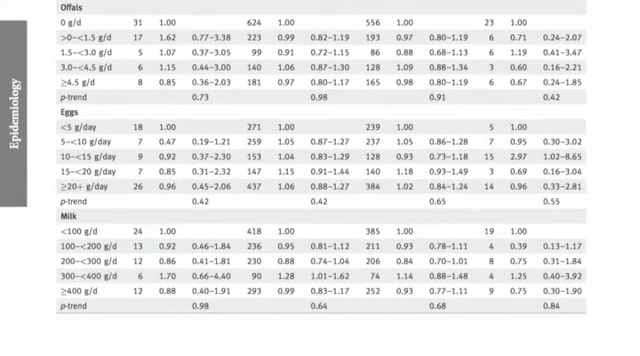 Epidemiology
Offals
0 g/d 31 1.00 624 1.00 556 1.00 23 1.00
>0–<1.5 g/d 17 1.62 0.77–3.38 223 0.99 0.82–1.19 193 0.97 0.80–1.19 6 0.71 0.24–2.07
1.5–<3.0 g/d 5 1.07 0.37–3.05 99 0.91 0.72–1.15 86 0.88 0.68–1.13 6 1.19 0.41–3.47
3.0–<4.5 g/d 6 1.15 0.44–3.00 140 1.06 0.87–1.30 128 1.09 0.88–1.34 3 0.60 0.16–2.21
≥4.5 g/d 8 0.85 0.36–2.03 181 0.97 0.80–1.17 165 0.98 0.80–1.19 6 0.67 0.24–1.85
p-trend 0.73 0.98 0.91 0.42
Eggs
<5 g/day 18 1.00 271 1.00 239 1.00 5 1.00
5–<10 g/day 7 0.47 0.19–1.21 259 1.05 0.87–1.27 237 1.05 0.86–1.28 7 0.95 0.30–3.02
10–<15 g/day 9 0.92 0.37–2.30 153 1.04 0.83–1.29 128 0.93 0.73–1.18 15 2.97 1.02–8.65
15–<20 g/day 7 0.85 0.31–2.32 147 1.15 0.91–1.44 140 1.18 0.93–1.49 3 0.69 0.16–3.04
≥20+ g/day 26 0.96 0.45–2.06 437 1.06 0.88–1.27 384 1.02 0.84–1.24 14 0.96 0.33–2.81
p-trend 0.42 0.42 0.65 0.55
Milk
<100 g/d 24 1.00 418 1.00 385 1.00 19 1.00
100–<200 g/d 13 0.92 0.46–1.84 236 0.95 0.81–1.12 211 0.93 0.78–1.11 4 0.39 0.13–1.17
200–<300 g/d 12 0.86 0.41–1.81 230 0.88 0.74–1.04 206 0.84 0.70–1.01 8 0.75 0.31–1.84
300–<400 g/d 6 1.70 0.66–4.40 90 1.28 1.01–1.62 74 1.14 0.88–1.48 4 1.25 0.40–3.92
≥400 g/d 12 0.88 0.40–1.91 293 0.99 0.83–1.17 252 0.93 0.77–1.11 9 0.75 0.30–1.90
p-trend 0.98 0.64 0.68 0.84